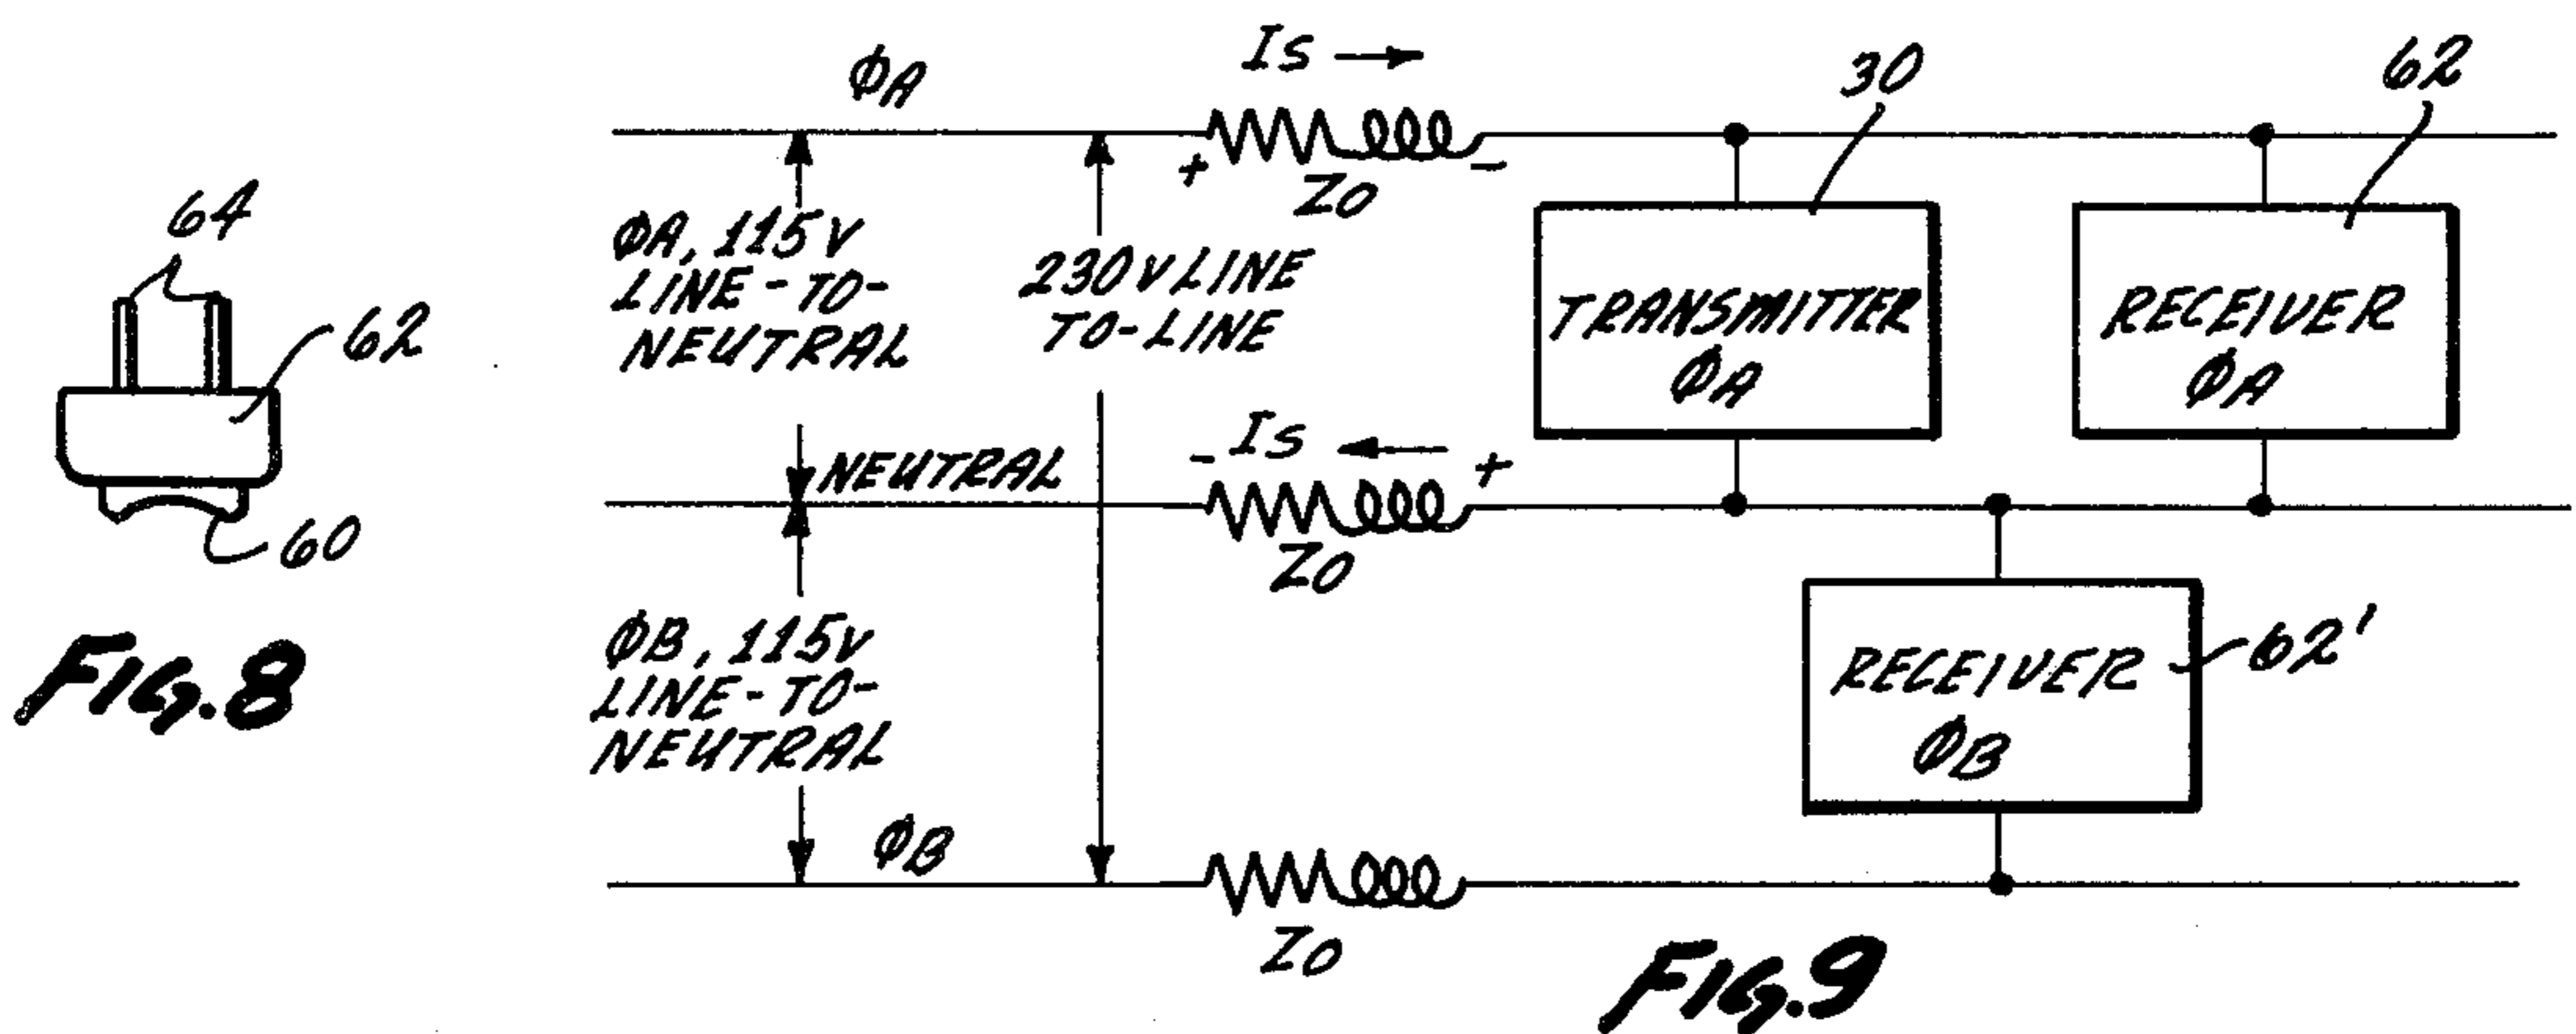 64
62
60
FIG.8
ΦA
Is
30
62
+
-
Zo
ΦA, 115V
LINE-TO-
NEUTRAL
230V LINE
TO-LINE
TRANSMITTER
ΦA
RECEIVER
ΦA
- Is +
NEUTRAL
Zo
ΦB, 115V
LINE-TO-
NEUTRAL
RECEIVER
ΦB
62'
ΦB
Zo
FIG.9